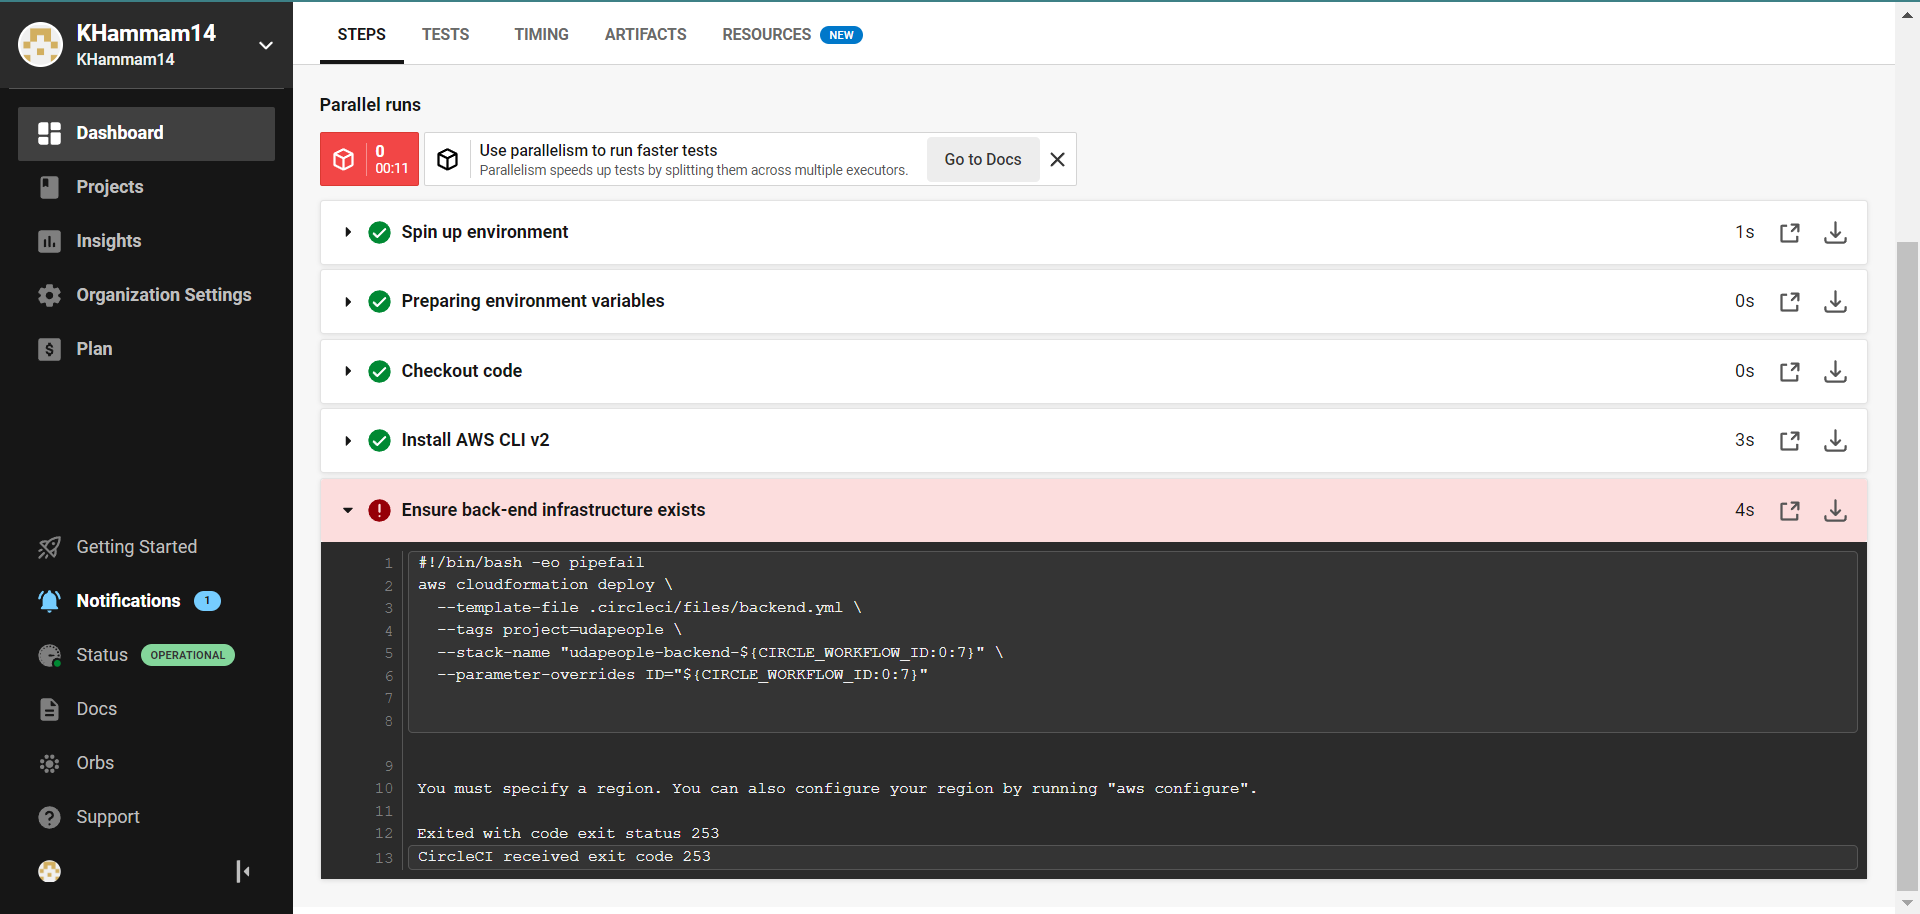 KHammam14
KHammam14
Dashboard
Projects
Insights
Organization Settings
Plan
Getting Started
Notifications 1
Status OPERATIONAL
Docs
Orbs
Support
STEPS TESTS TIMING ARTIFACTS RESOURCES NEW
Parallel runs
0
00:11
Use parallelism to run faster tests
Parallelism speeds up tests by splitting them across multiple executors.
Go to Docs
Spin up environment 1s
Preparing environment variables 0s
Checkout code 0s
Install AWS CLI v2 3s
Ensure back-end infrastructure exists 4s
1 #!/bin/bash -eo pipefail
2 aws cloudformation deploy \
3 --template-file .circleci/files/backend.yml \
4 --tags project=udapeople \
5 --stack-name "udapeople-backend-${CIRCLE_WORKFLOW_ID:0:7}" \
6 --parameter-overrides ID="${CIRCLE_WORKFLOW_ID:0:7}"
7
8
9
10 You must specify a region. You can also configure your region by running "aws configure".
11
12 Exited with code exit status 253
13 CircleCI received exit code 253